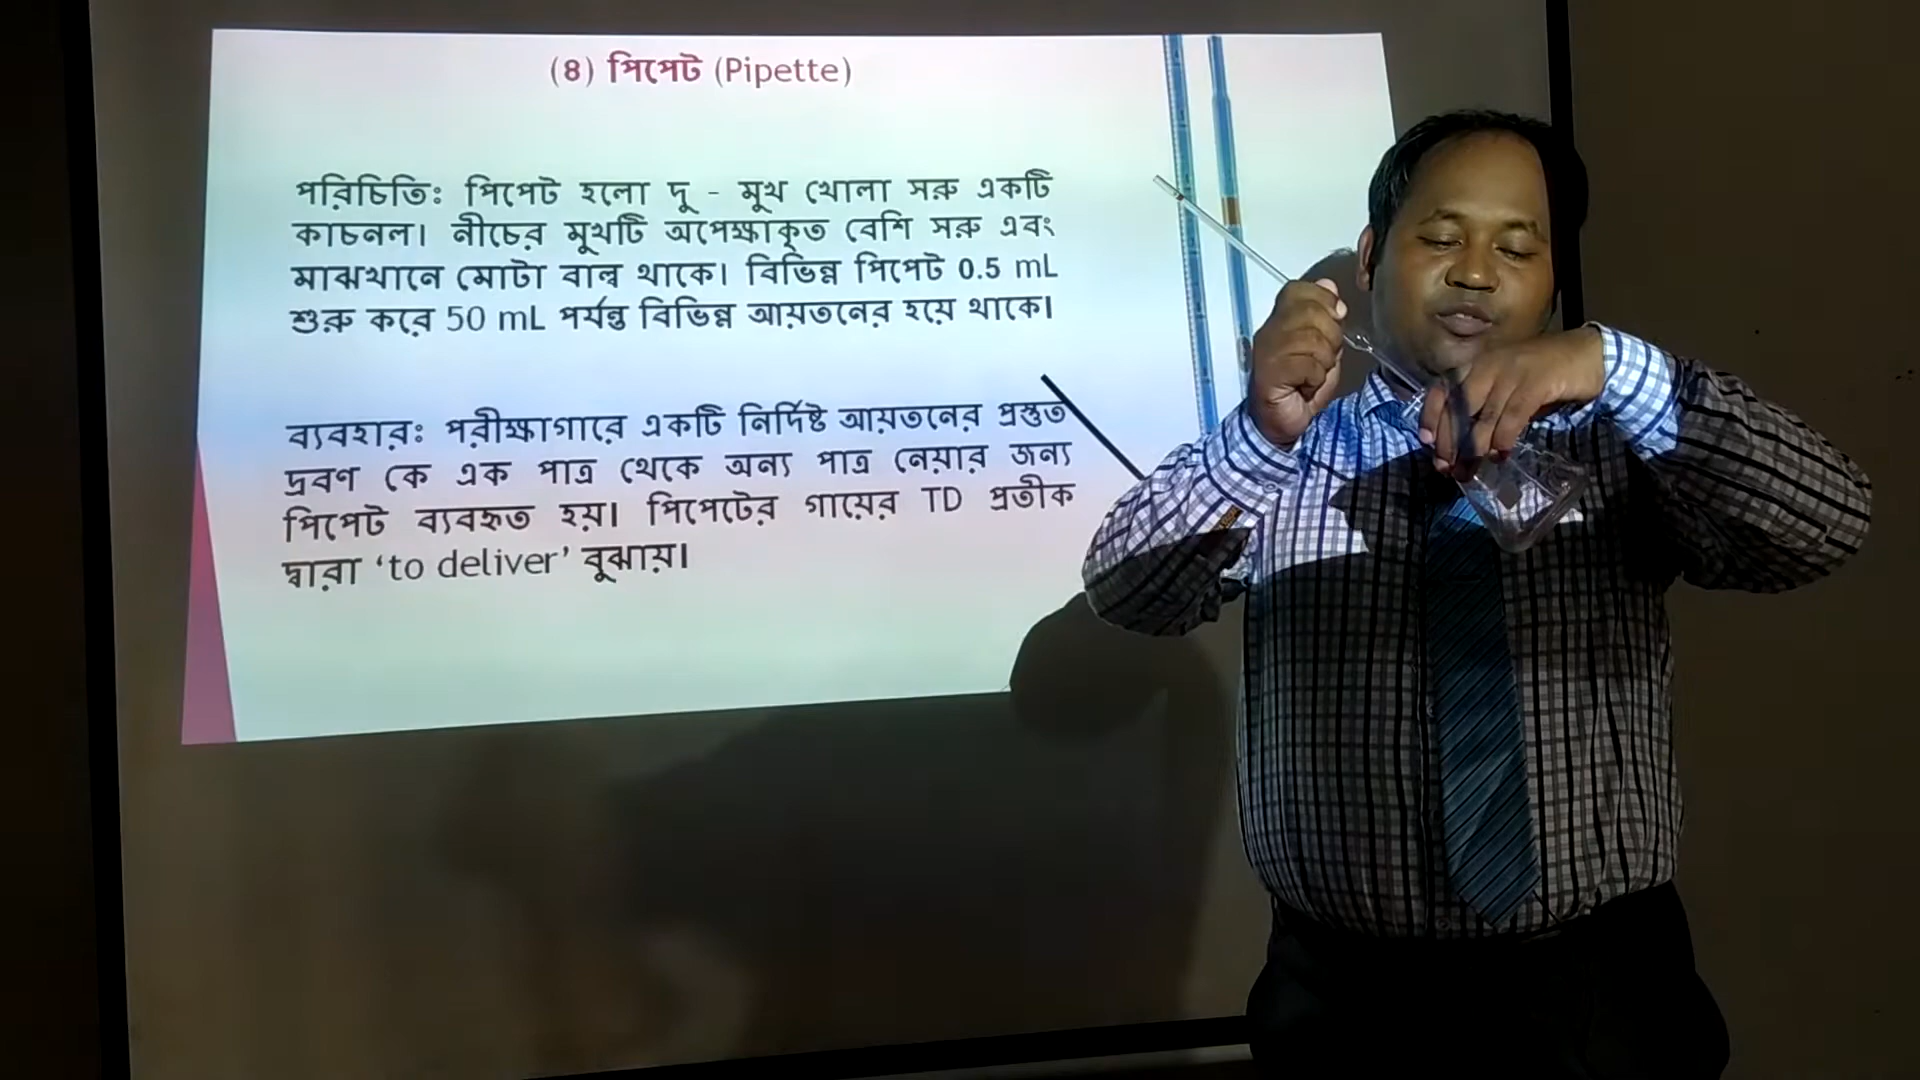 (8) পিপেট (Pipette)
পরিচিতিঃ পিপেট হলো দু - মুখ খোলা সরু একটি
কাচনল। নীচের মুখটি অপেক্ষাকৃত বেশি সরু এবং
মাঝখানে মোটা বাল্ব থাকে। বিভিন্ন পিপেট 0.5 mL
শুরু করে 50 mL পর্যন্ত বিভিন্ন আয়তনের হয়ে থাকে।
ব্যবহারঃ পরীক্ষাগারে একটি নির্দিষ্ট আয়তনের প্রস্তুত
দ্রবণ কে এক পাত্র থেকে অন্য পাত্র নেয়ার জন্য
পিপেট ব্যবহৃত হয়। পিপেটের গায়ের TD প্রতীক
দ্বারা ‘to deliver’ বুঝায়।